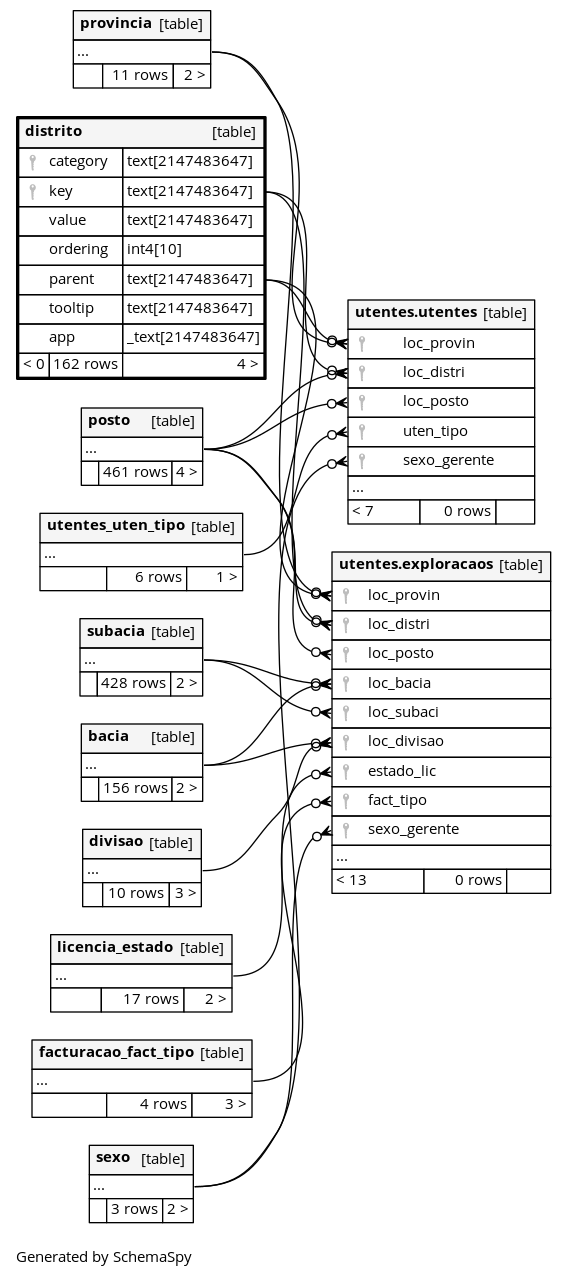 provincia [table]
...
11 rows 2 >
distrito [table]
category text[2147483647]
key text[2147483647]
value text[2147483647]
ordering int4[10]
parent text[2147483647]
tooltip text[2147483647]
app _text[2147483647]
< 0 162 rows 4 >
posto [table]
...
461 rows 4 >
utentes_uten_tipo [table]
...
6 rows 1 >
subacia [table]
...
428 rows 2 >
bacia [table]
...
156 rows 2 >
divisao [table]
...
10 rows 3 >
licencia_estado [table]
...
17 rows 2 >
facturacao_fact_tipo [table]
...
4 rows 3 >
sexo [table]
...
3 rows 2 >
utentes.utentes [table]
loc_provin
loc_distri
loc_posto
uten_tipo
sexo_gerente
...
< 7 0 rows
utentes.exploracaos [table]
loc_provin
loc_distri
loc_posto
loc_bacia
loc_subaci
loc_divisao
estado_lic
fact_tipo
sexo_gerente
...
< 13 0 rows
Generated by SchemaSpy